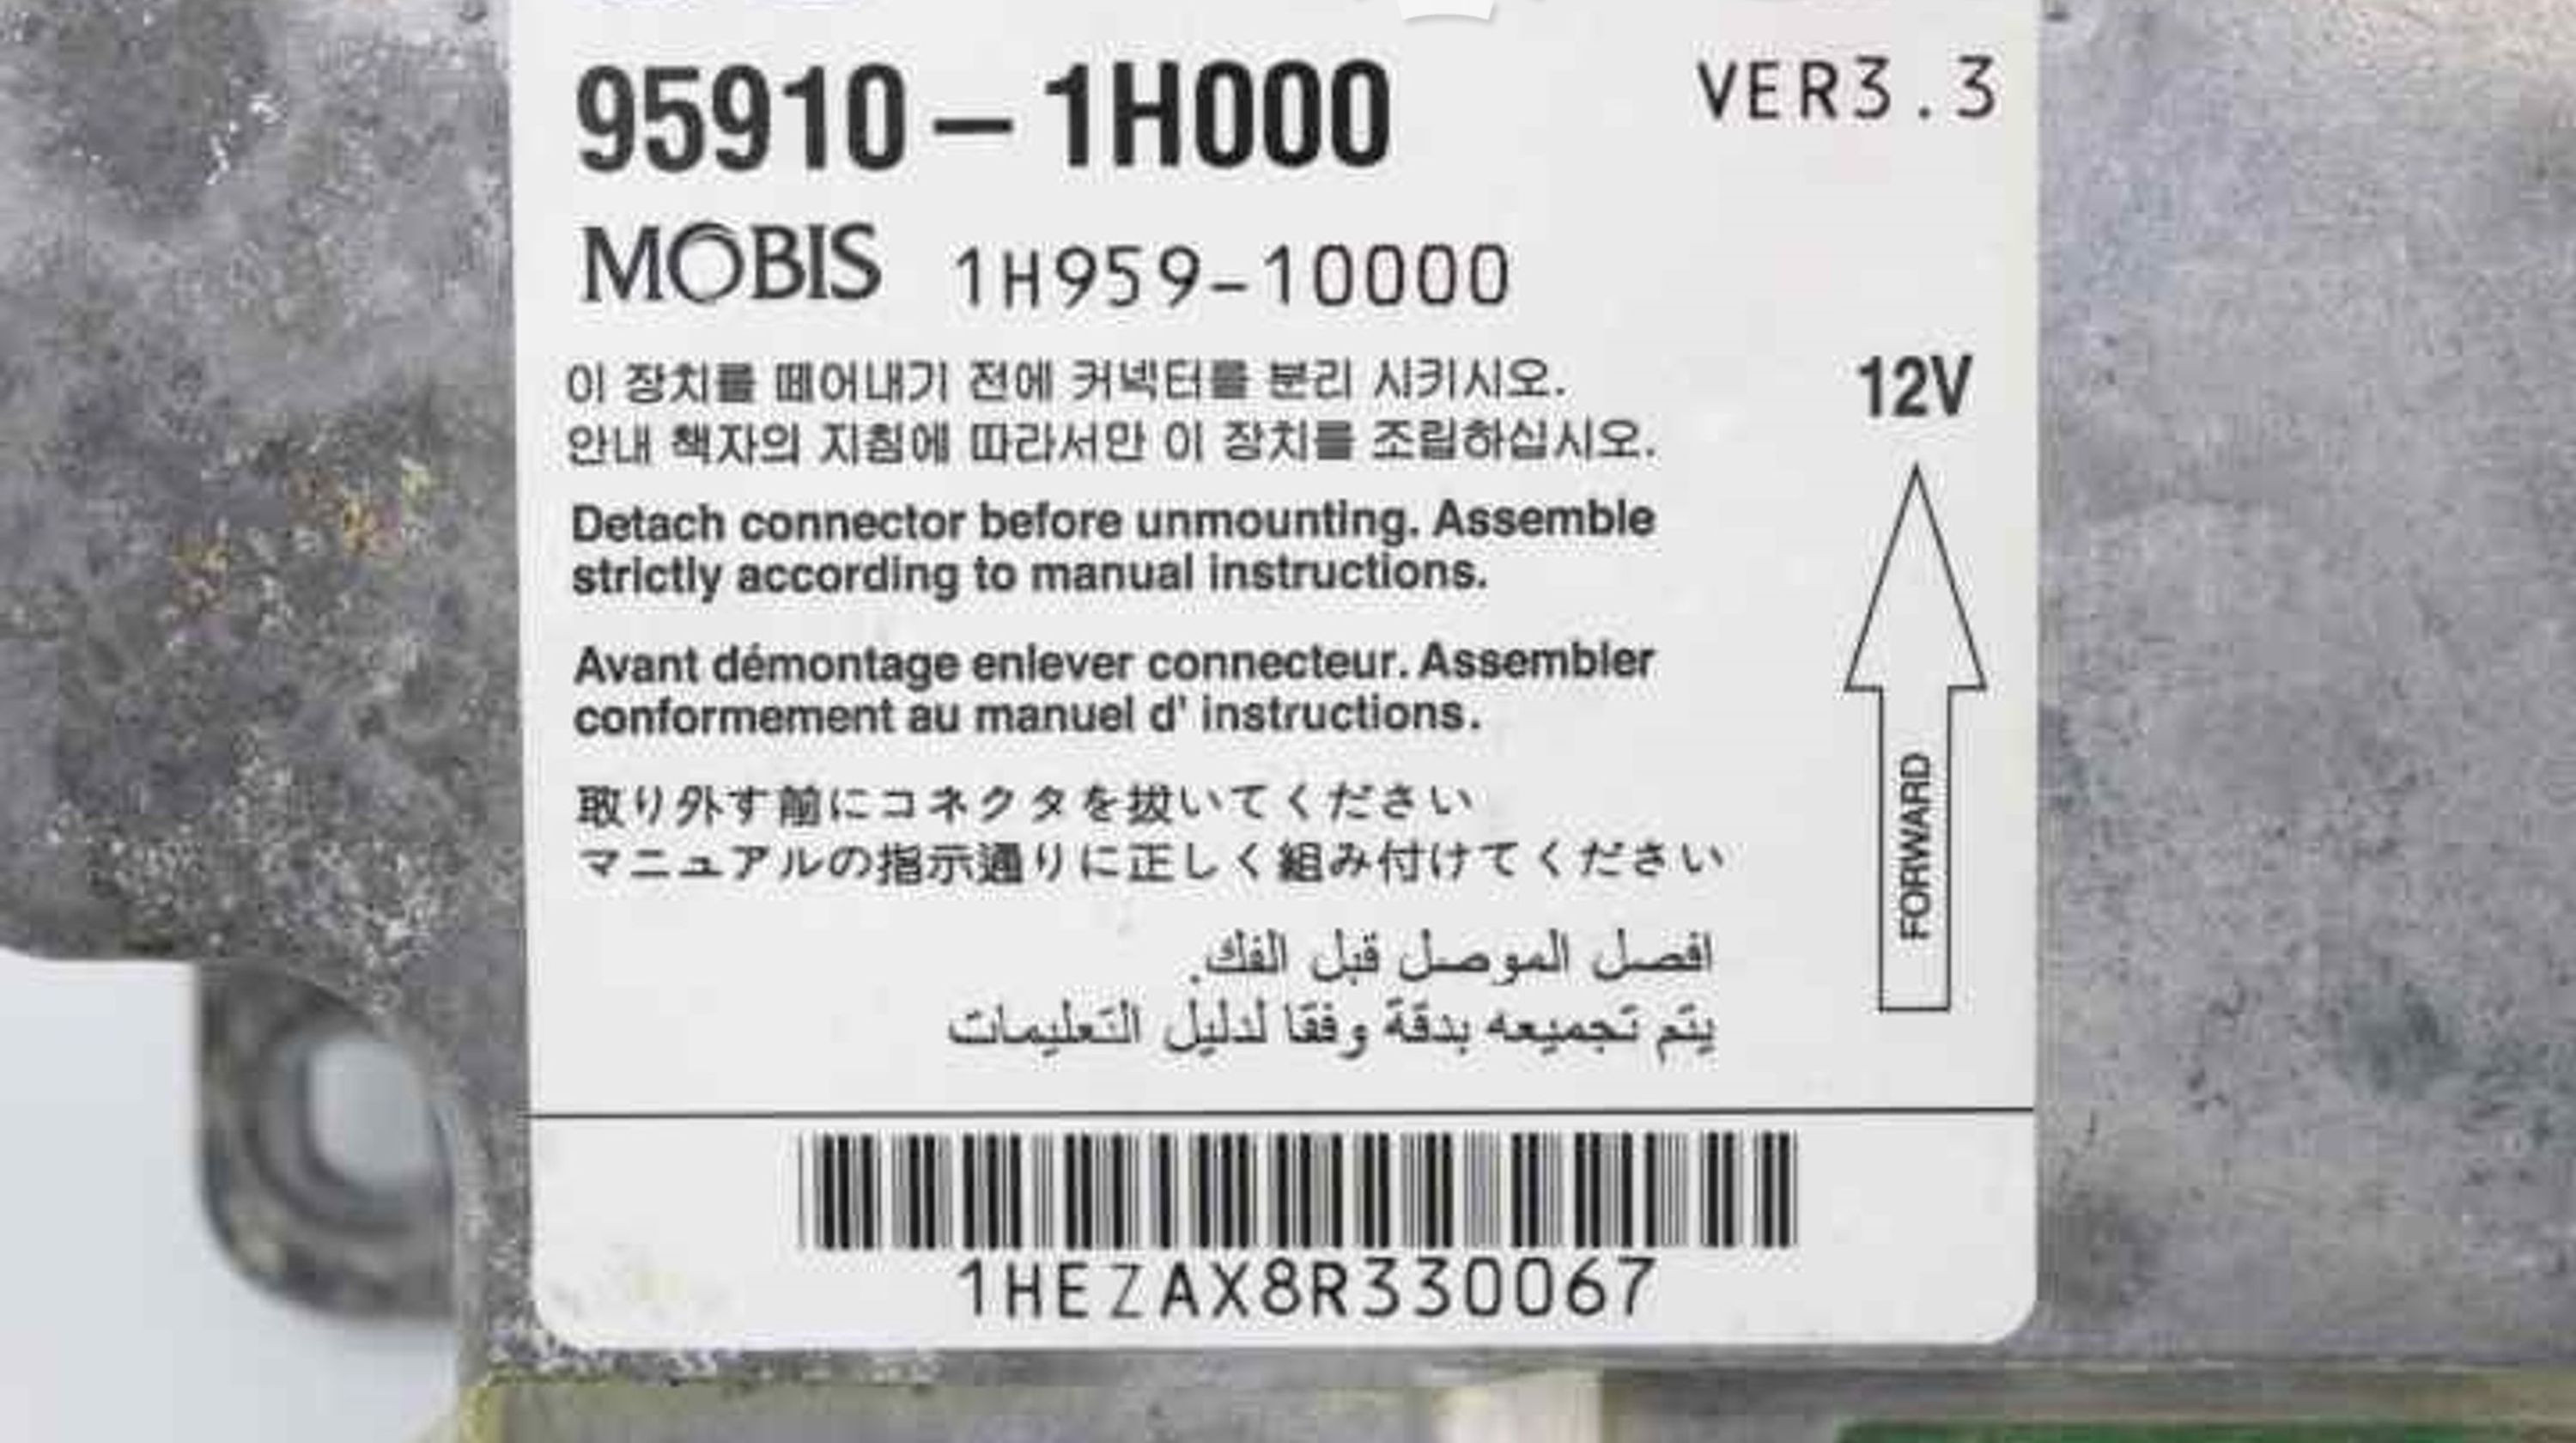 95910-1H000
VER3.3
MOBIS 1H959-10000
이 장치를 떼어내기 전에 커넥터를 분리 시키시오.
안내 책자의 지침에 따라서만 이 장치를 조립하십시오.
12V
Detach connector before unmounting. Assemble
strictly according to manual instructions.
Avant démontage enlever connecteur. Assembler
conformement au manuel d' instructions.
取り外す前にコネクタを抜いてください
マニュアルの指示通りに正しく組み付けてください
FORWARD
افصل الموصل قبل الفك.
يتم تجميعه بدقة وفقا لدليل التعليمات
1HEZAX8R330067